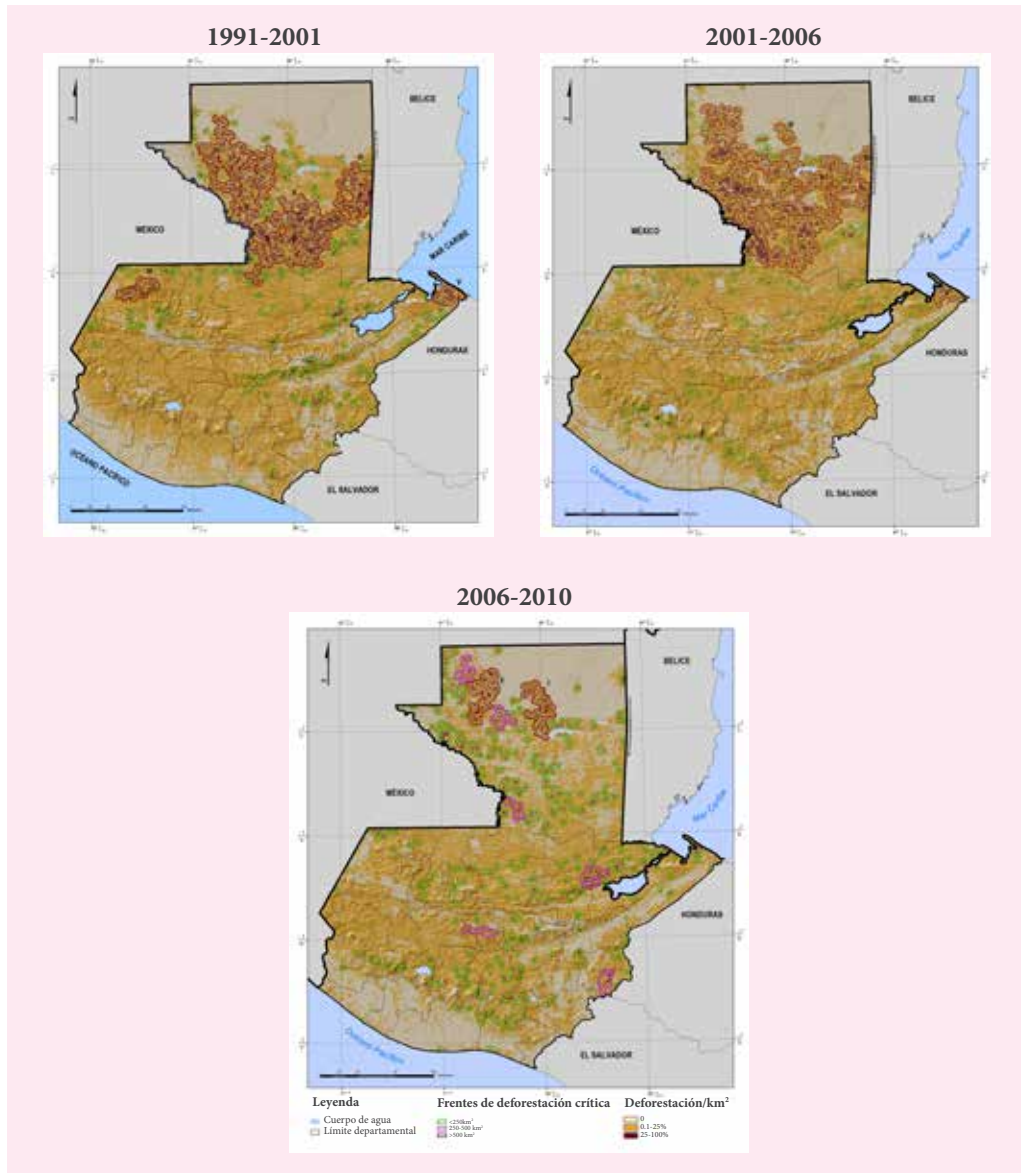 1991-2001
BELICE
MÉXICO
MAR CARIBE
HONDURAS
OCÉANO PACÍFICO
EL SALVADOR
2001-2006
BELICE
MÉXICO
Mar Caribe
HONDURAS
Océano Pacífico
EL SALVADOR
2006-2010
BELICE
MÉXICO
Mar Caribe
HONDURAS
Océano Pacífico
EL SALVADOR
Leyenda
Cuerpo de agua
Límite departamental
Frentes de deforestación crítica
<250km²
250-500 km²
>500 km²
Deforestación/km²
0
0.1-25%
25-100%